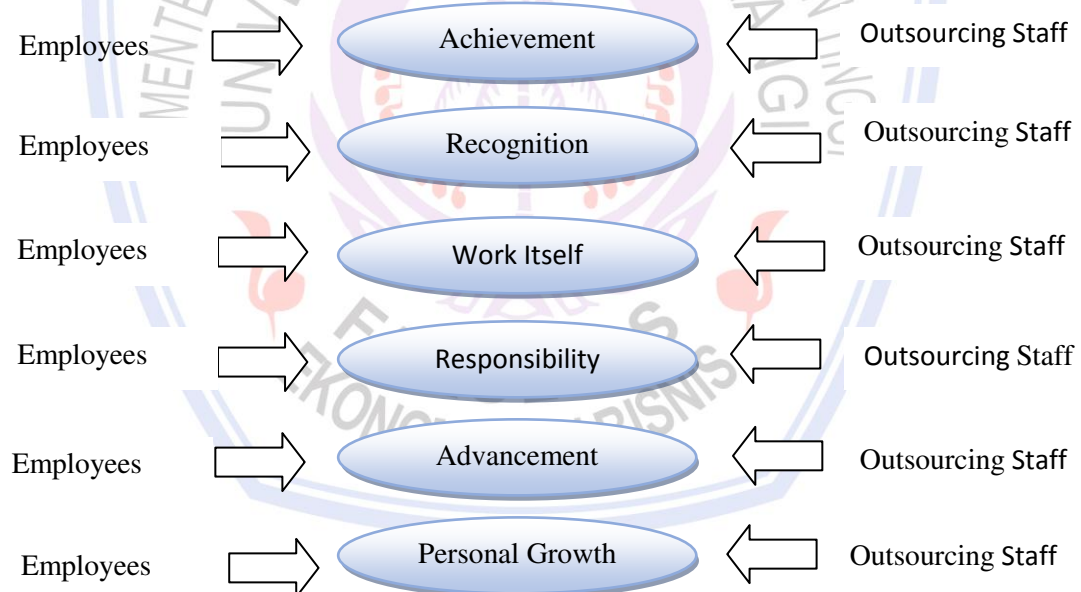 Employees Achievement Outsourcing Staff
Employees Recognition Outsourcing Staff
Employees Work Itself Outsourcing Staff
Employees Responsibility Outsourcing Staff
Employees Advancement Outsourcing Staff
Employees Personal Growth Outsourcing Staff